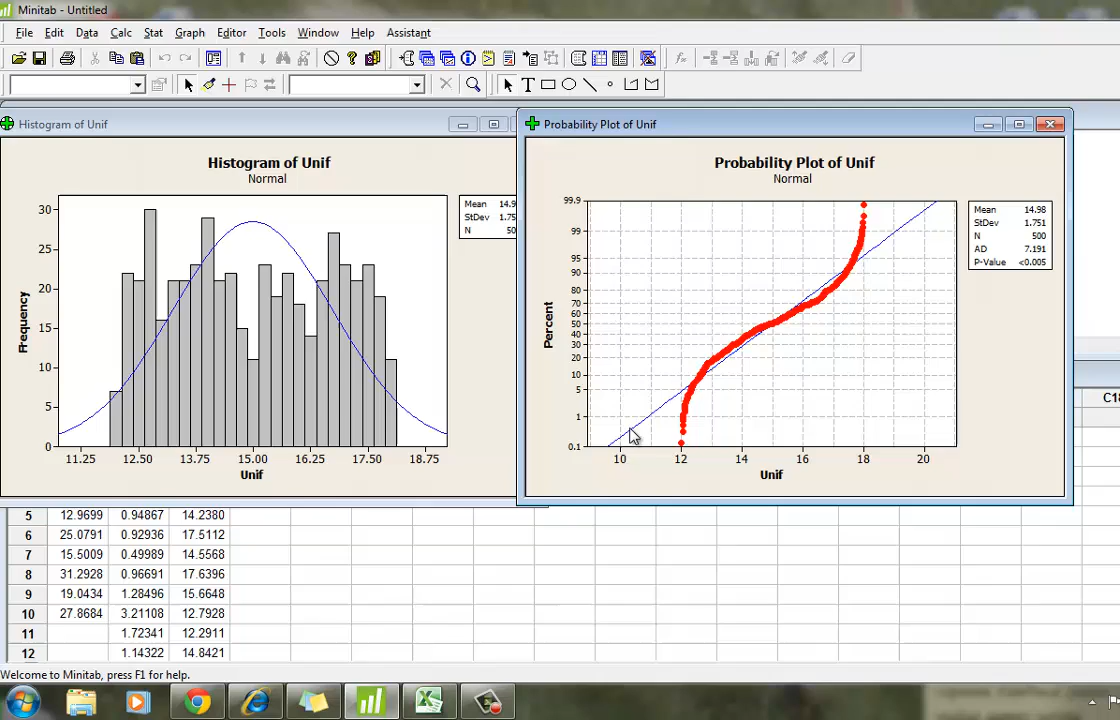 Minitab - Untitled
File Edit Data Calc Stat Graph Editor Tools Window Help Assistant
Histogram of Unif
Histogram of Unif
Normal
Mean 14.9
StDev 1.75
N 50
30
25
20
15
10
5
0
Frequency
11.25 12.50 13.75 15.00 16.25 17.50 18.75
Unif
Probability Plot of Unif
Probability Plot of Unif
Normal
Mean 14.98
StDev 1.751
N 500
AD 7.191
P-Value <0.005
99.9
99
95
90
80
70
60
50
40
30
20
10
5
1
0.1
Percent
10 12 14 16 18 20
Unif
C18
5 12.9699 0.94867 14.2380
6 25.0791 0.92936 17.5112
7 15.5009 0.49989 14.5568
8 31.2928 0.96691 17.6396
9 19.0434 1.28496 15.6648
10 27.8684 3.21108 12.7928
11 1.72341 12.2911
12 1.14322 14.8421
Welcome to Minitab, press F1 for help.